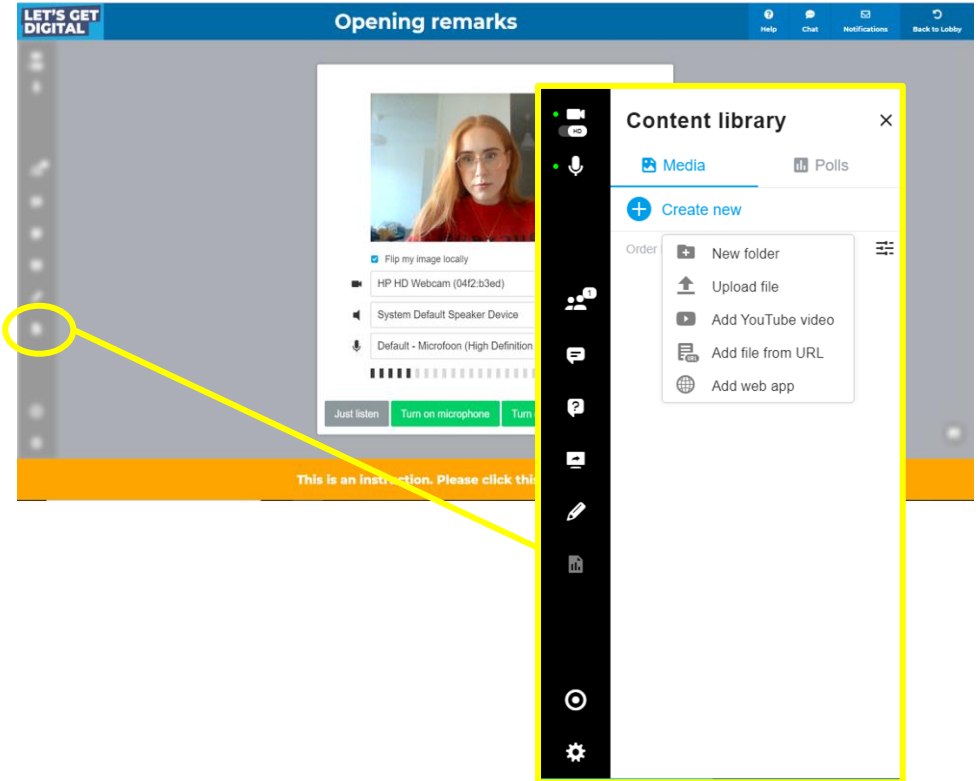 LET'S GET
DIGITAL
Opening remarks
Help
Chat
Notifications
Back to Lobby
Flip my image locally
HP HD Webcam (04f2:b3ed)
System Default Speaker Device
Default - Microfoon (High Definition
Just listen
Turn on microphone
Turn
This is an instruction. Please click this
HD
Content library
Media
Polls
Create new
Order
New folder
Upload file
Add YouTube video
URL
Add file from URL
Add web app
1